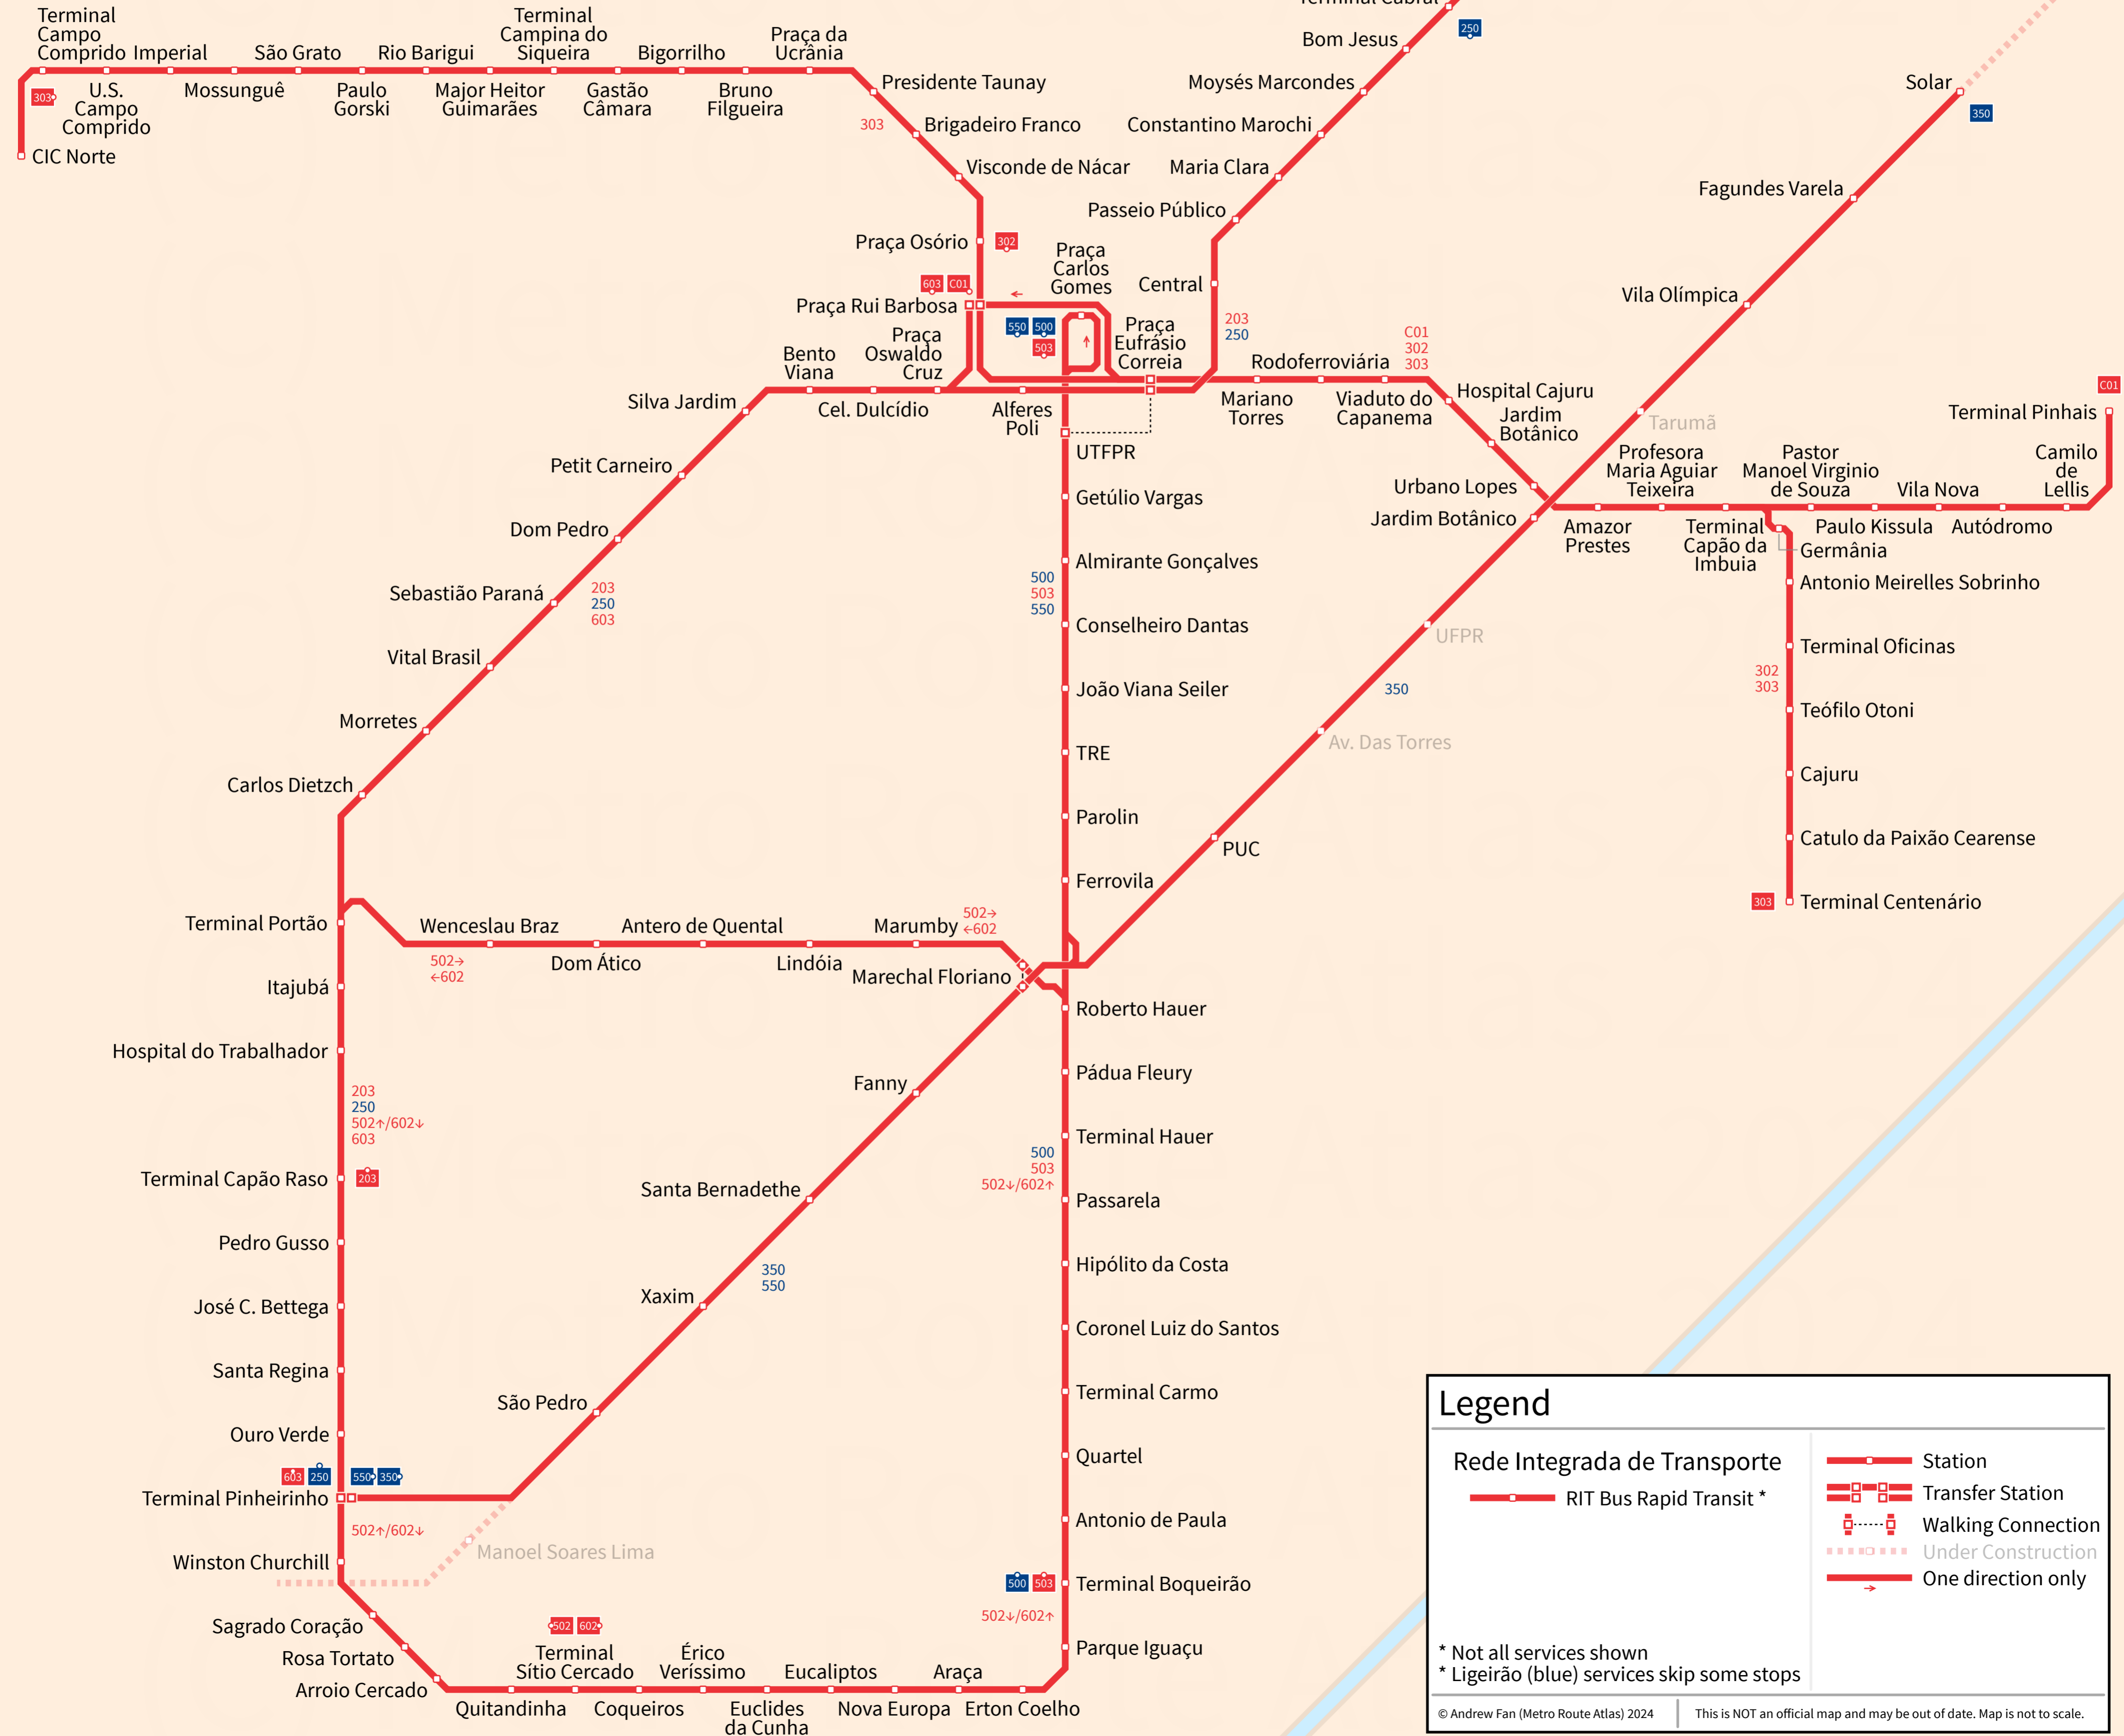 Terminal
Campo
Comprido
Imperial
São Grato
Rio Barigui
Terminal
Campina do
Siqueira
Bigorrilho
Praça da
Ucrânia
303
U.S.
Campo
Comprido
Mossunguê
Paulo
Gorski
Major Heitor
Guimarães
Gastão
Câmara
Bruno
Filgueira
CIC Norte
Presidente Taunay
303
Brigadeiro Franco
Visconde de Nácar
Praça Osório
302
603
C01
Praça Rui Barbosa
Praça
Carlos
Gomes
550
500
503
Praça
Eufrásio
Correia
Terminal Cabral
250
Bom Jesus
Moysés Marcondes
Constantino Marochi
Maria Clara
Passeio Público
Central
203
250
Rodoferroviária
C01
302
303
Mariano
Torres
Viaduto do
Capanema
Hospital Cajuru
Jardim
Botânico
Urbano Lopes
Jardim Botânico
Solar
350
Fagundes Varela
Vila Olímpica
Tarumã
C01
Terminal Pinhais
Profesora
Maria Aguiar
Teixeira
Pastor
Manoel Virginio
de Souza
Vila Nova
Camilo
de
Lellis
Amazor
Prestes
Terminal
Capão da
Imbuia
Paulo Kissula
Autódromo
Germânia
Antonio Meirelles Sobrinho
Terminal Oficinas
302
303
Teófilo Otoni
Cajuru
Catulo da Paixão Cearense
303
Terminal Centenário
Praça
Oswaldo
Cruz
Bento
Viana
Cel. Dulcídio
Alferes
Poli
Silva Jardim
Petit Carneiro
Dom Pedro
Sebastião Paraná
203
250
603
Vital Brasil
Morretes
Carlos Dietzch
UTFPR
Getúlio Vargas
Almirante Gonçalves
500
503
550
Conselheiro Dantas
João Viana Seiler
TRE
Parolin
Ferrovila
UFPR
350
Av. Das Torres
PUC
Terminal Portão
Wenceslau Braz
Antero de Quental
Marumby
502→
←602
502→
←602
Dom Ático
Lindóia
Marechal Floriano
Itajubá
Hospital do Trabalhador
203
250
502↑/602↓
603
Terminal Capão Raso
203
Pedro Gusso
José C. Bettega
Santa Regina
Ouro Verde
603
250
550
350
Terminal Pinheirinho
502↑/602↓
Winston Churchill
Manoel Soares Lima
Fanny
Santa Bernadethe
350
550
Xaxim
São Pedro
Roberto Hauer
Pádua Fleury
Terminal Hauer
500
503
502↓/602↑
Passarela
Hipólito da Costa
Coronel Luiz do Santos
Terminal Carmo
Quartel
Antonio de Paula
500
503
Terminal Boqueirão
502↓/602↑
Parque Iguaçu
Sagrado Coração
Rosa Tortato
Arroio Cercado
502
602
Terminal
Sítio Cercado
Érico
Veríssimo
Eucaliptos
Araça
Quitandinha
Coqueiros
Euclides
da Cunha
Nova Europa
Erton Coelho
Legend
Rede Integrada de Transporte
RIT Bus Rapid Transit *
Station
Transfer Station
Walking Connection
Under Construction
One direction only
→
* Not all services shown
* Ligeirão (blue) services skip some stops
© Andrew Fan (Metro Route Atlas) 2024
This is NOT an official map and may be out of date. Map is not to scale.